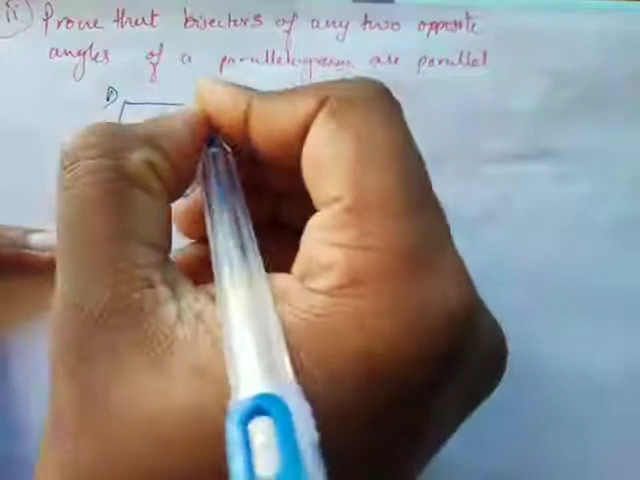 ii) Prove that bisectors of any two opposite
angles of a parallelogram are parallel
D